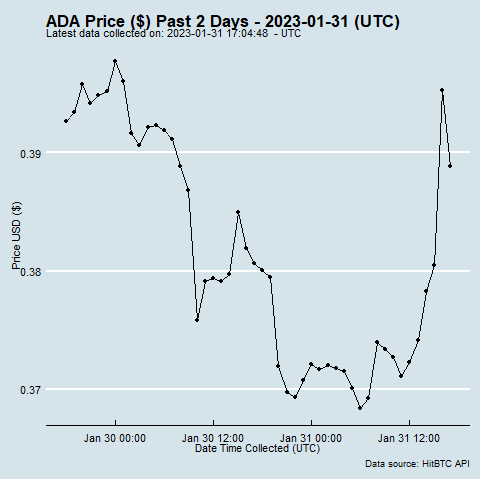 ADA Price ($) Past 2 Days - 2023-01-31 (UTC)
Latest data collected on: 2023-01-31 17:04:48 - UTC
Price USD ($)
0.39
0.38
0.37
Jan 30 00:00 Jan 30 12:00 Jan 31 00:00 Jan 31 12:00
Date Time Collected (UTC)
Data source: HitBTC API